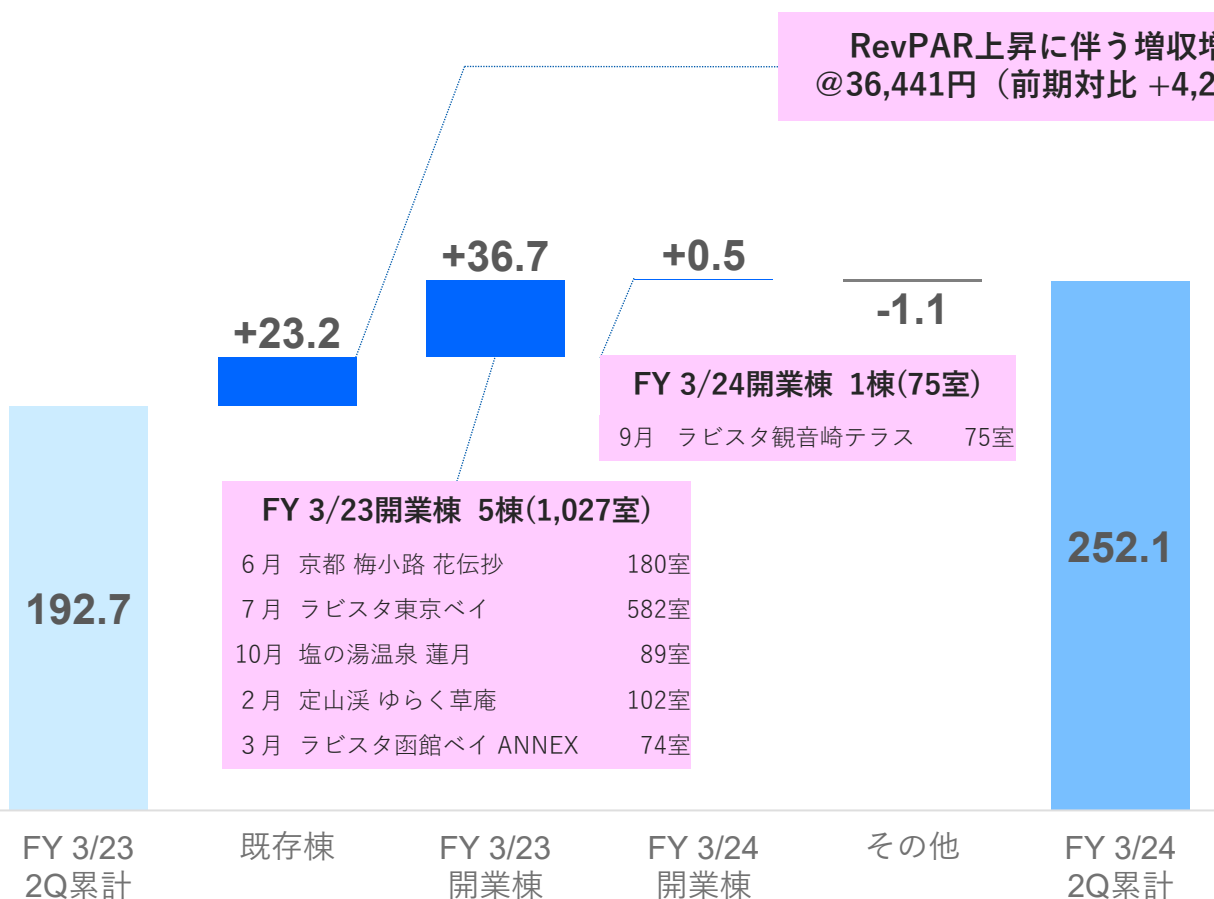 RevPAR上昇に伴う増収
@36,441円（前期対比 +4,2
+36.7
+0.5
-1.1
+23.2
FY 3/24開業棟 1棟(75室)
9月 ラビスタ観音崎テラス 75室
FY 3/23開業棟 5棟(1,027室)
6月 京都 梅小路 花伝抄 180室
7月 ラビスタ東京ベイ 582室
10月 塩の湯温泉 蓮月 89室
2月 定山渓 ゆらく草庵 102室
3月 ラビスタ函館ベイ ANNEX 74室
192.7
252.1
FY 3/23
2Q累計
既存棟
FY 3/23
開業棟
FY 3/24
開業棟
その他
FY 3/24
2Q累計